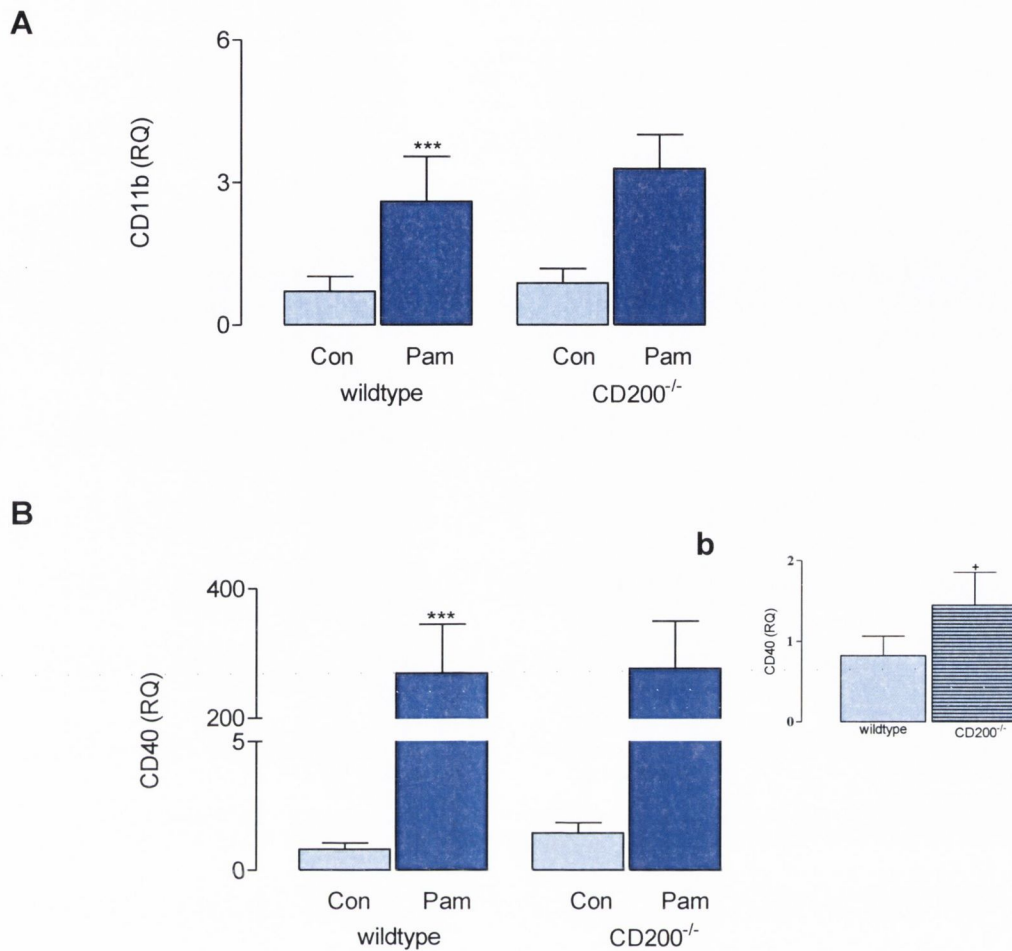 A
6
3
0
CD11b (RQ)
***
Con Pam Con Pam
wildtype CD200-/-
B
400
200
5
0
CD40 (RQ)
***
Con Pam Con Pam
wildtype CD200-/-
b
2
1
0
CD40 (RQ)
+
wildtype CD200-/-